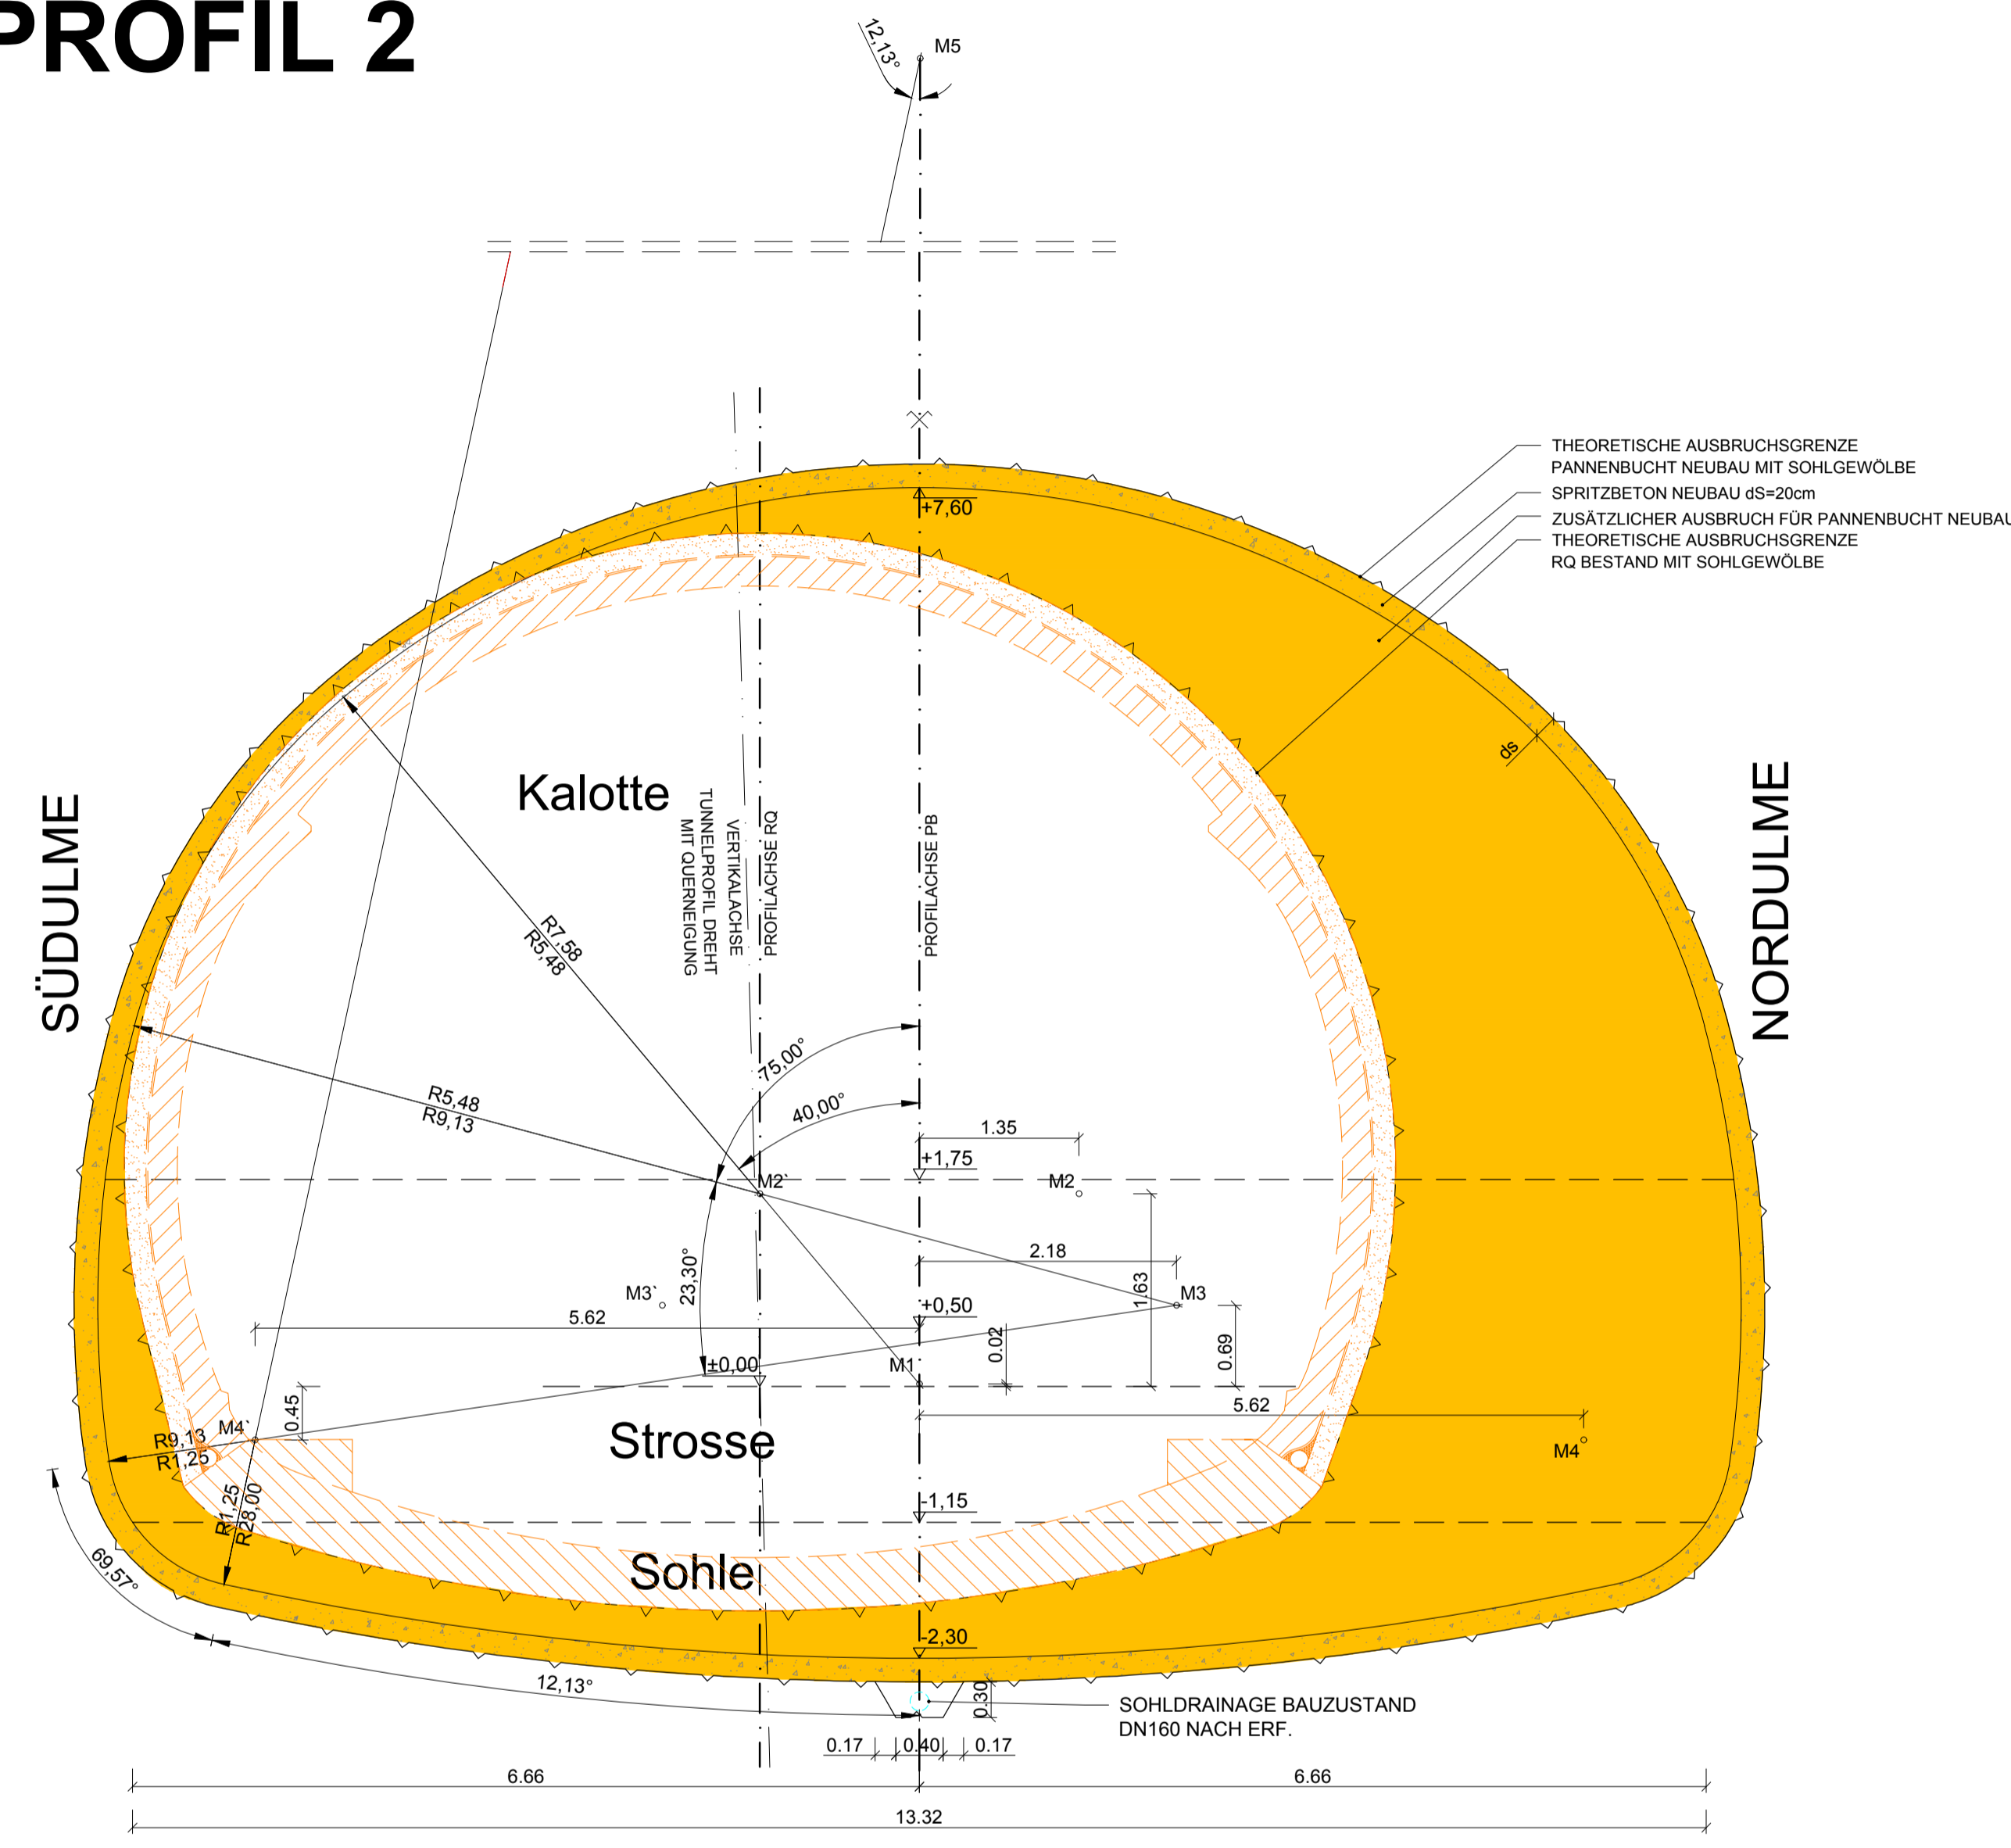 PROFIL 2
12,13°
M5
THEORETISCHE AUSBRUCHSGRENZE
PANNENBUCHT NEUBAU MIT SOHLGEWÖLBE
SPRITZBETON NEUBAU dS=20cm
ZUSÄTZLICHER AUSBRUCH FÜR PANNENBUCHT NEUBAU
THEORETISCHE AUSBRUCHSGRENZE
RQ BESTAND MIT SOHLGEWÖLBE
+7,60
ds
Kalotte
SÜDULME
NORDULME
TUNNELPROFIL DREHT
MIT QUERNEIGUNG
VERTIKALACHSE
PROFILACHSE RQ
PROFILACHSE PB
R7,58
R5,48
75,00°
40,00°
R5,48
R9,13
1.35
+1,75
M2`
M2
2.18
1.63
23,30°
M3`
M3
+0,50
5.62
0.02
0.69
±0,00
M1
0.45
5.62
M4`
R9,13
R1,25
Strosse
M4
R1,25
R28,00
-1,15
69,57°
Sohle
-2,30
12,13°
0.30
SOHLDRAINAGE BAUZUSTAND
DN160 NACH ERF.
0.17
0.40
0.17
6.66
6.66
13.32